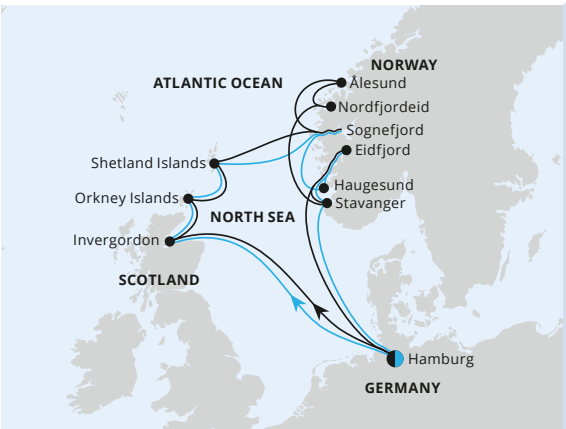 NORWAY
ATLANTIC OCEAN
Ålesund
Nordfjordeid
Sognefjord
Eidfjord
Shetland Islands
Haugesund
Orkney Islands
Stavanger
NORTH SEA
Invergordon
SCOTLAND
Hamburg
GERMANY